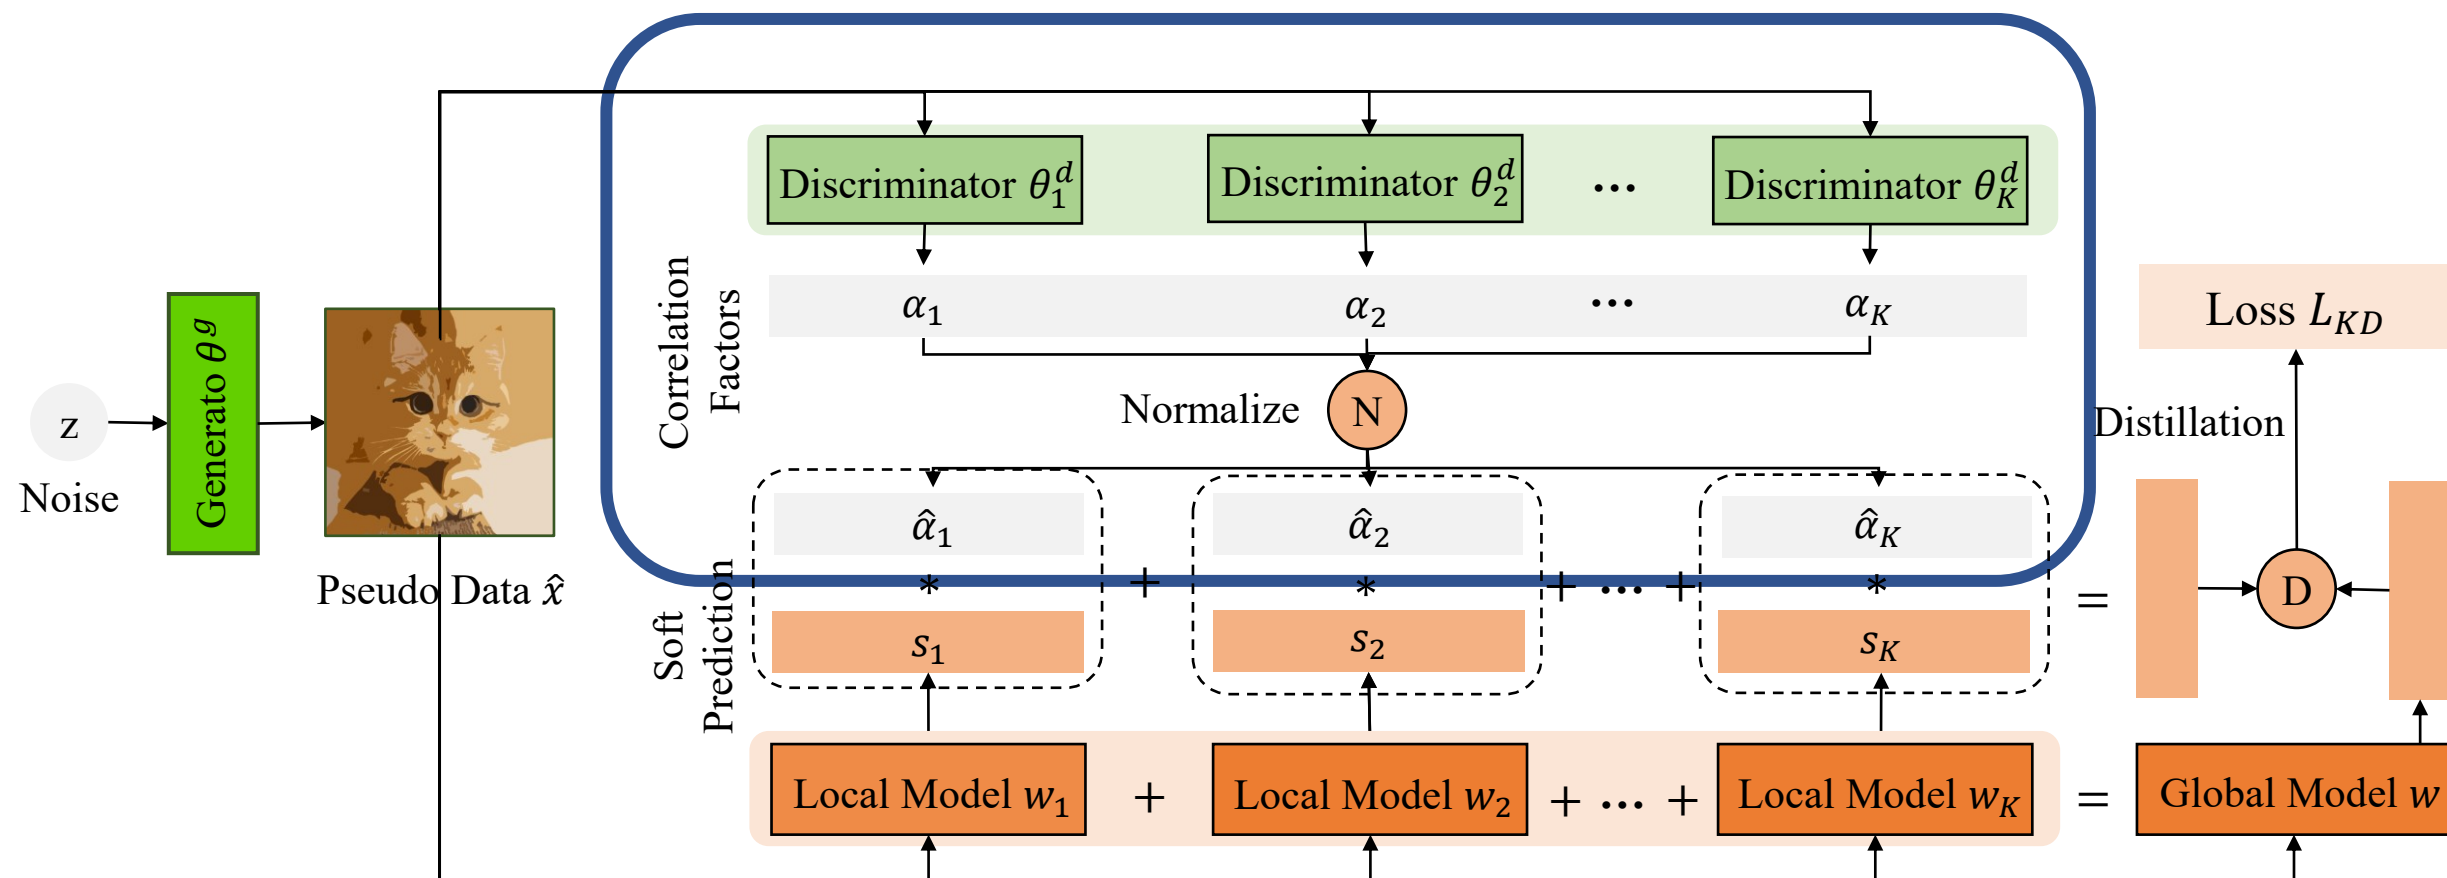 Discriminator θ₁ᵈ
Discriminator θ₂ᵈ
...
Discriminator θ_Kᵈ
Correlation
Factors
α₁
α₂
...
α_K
Loss L_KD
Generato θᵍ
z
Noise
Normalize
N
Distillation
Pseudo Data x̂
α̂₁
α̂₂
α̂_K
* + * + ... + * =
D
Soft
Prediction
s₁
s₂
s_K
Local Model w₁ + Local Model w₂ + ... + Local Model w_K = Global Model w